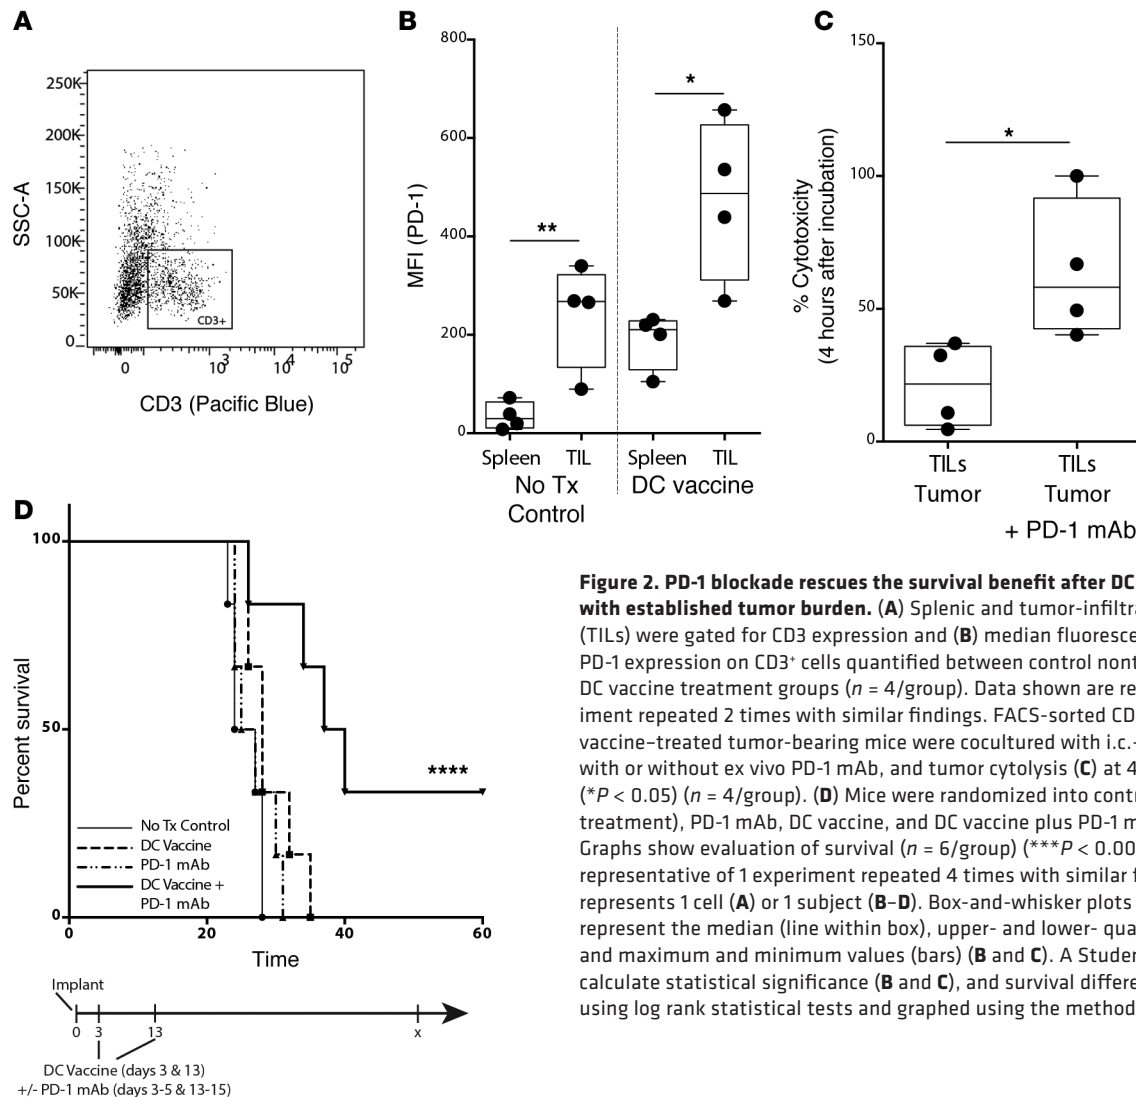 A
250K
200K
150K
100K
50K
0
SSC-A
CD3+
0 10³ 10⁴ 10⁵
CD3 (Pacific Blue)
B
800
600
400
200
0
MFI (PD-1)
**
*
Spleen TIL Spleen TIL
No Tx Control
DC vaccine
C
150
100
50
0
% Cytotoxicity
(4 hours after incubation)
*
TILs
Tumor
TILs
Tumor
+ PD-1 mAb
D
100
50
0
Percent survival
****
No Tx Control
DC Vaccine
PD-1 mAb
DC Vaccine +
PD-1 mAb
0 20 40 60
Time
Implant
0 3 13 x
DC Vaccine (days 3 & 13)
+/- PD-1 mAb (days 3-5 & 13-15)
Figure 2. PD-1 blockade rescues the survival benefit after DC
with established tumor burden. (A) Splenic and tumor-infiltra
(TILs) were gated for CD3 expression and (B) median fluoresce
PD-1 expression on CD3⁺ cells quantified between control nont
DC vaccine treatment groups (n = 4/group). Data shown are re
iment repeated 2 times with similar findings. FACS-sorted CD
vaccine–treated tumor-bearing mice were cocultured with i.c.-
with or without ex vivo PD-1 mAb, and tumor cytolysis (C) at 4
(*P < 0.05) (n = 4/group). (D) Mice were randomized into contr
treatment), PD-1 mAb, DC vaccine, and DC vaccine plus PD-1 m
Graphs show evaluation of survival (n = 6/group) (***P < 0.00
representative of 1 experiment repeated 4 times with similar f
represents 1 cell (A) or 1 subject (B–D). Box-and-whisker plots
represent the median (line within box), upper- and lower- qua
and maximum and minimum values (bars) (B and C). A Studen
calculate statistical significance (B and C), and survival differe
using log rank statistical tests and graphed using the method